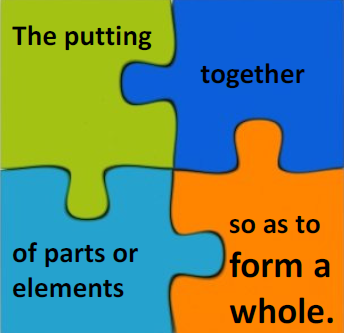 The putting
together
of parts or
elements
so as to
form a
whole.